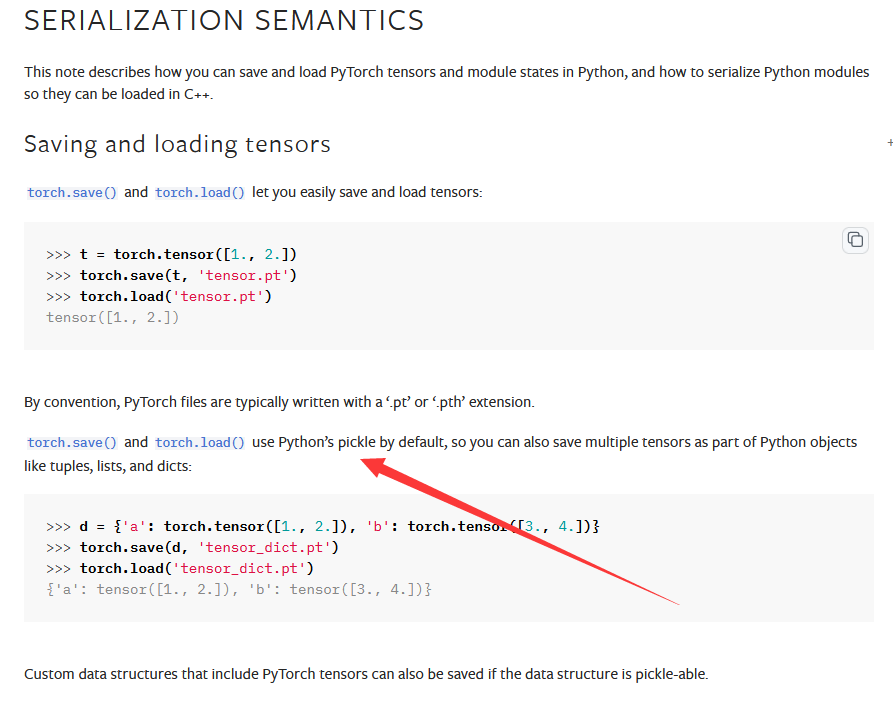 SERIALIZATION SEMANTICS
This note describes how you can save and load PyTorch tensors and module states in Python, and how to serialize Python modules
so they can be loaded in C++.
Saving and loading tensors
torch.save() and torch.load() let you easily save and load tensors:
>>> t = torch.tensor([1., 2.])
>>> torch.save(t, 'tensor.pt')
>>> torch.load('tensor.pt')
tensor([1., 2.])
By convention, PyTorch files are typically written with a ‘.pt’ or ‘.pth’ extension.
torch.save() and torch.load() use Python’s pickle by default, so you can also save multiple tensors as part of Python objects
like tuples, lists, and dicts:
>>> d = {'a': torch.tensor([1., 2.]), 'b': torch.tensor([3., 4.])}
>>> torch.save(d, 'tensor_dict.pt')
>>> torch.load('tensor_dict.pt')
{'a': tensor([1., 2.]), 'b': tensor([3., 4.])}
Custom data structures that include PyTorch tensors can also be saved if the data structure is pickle-able.